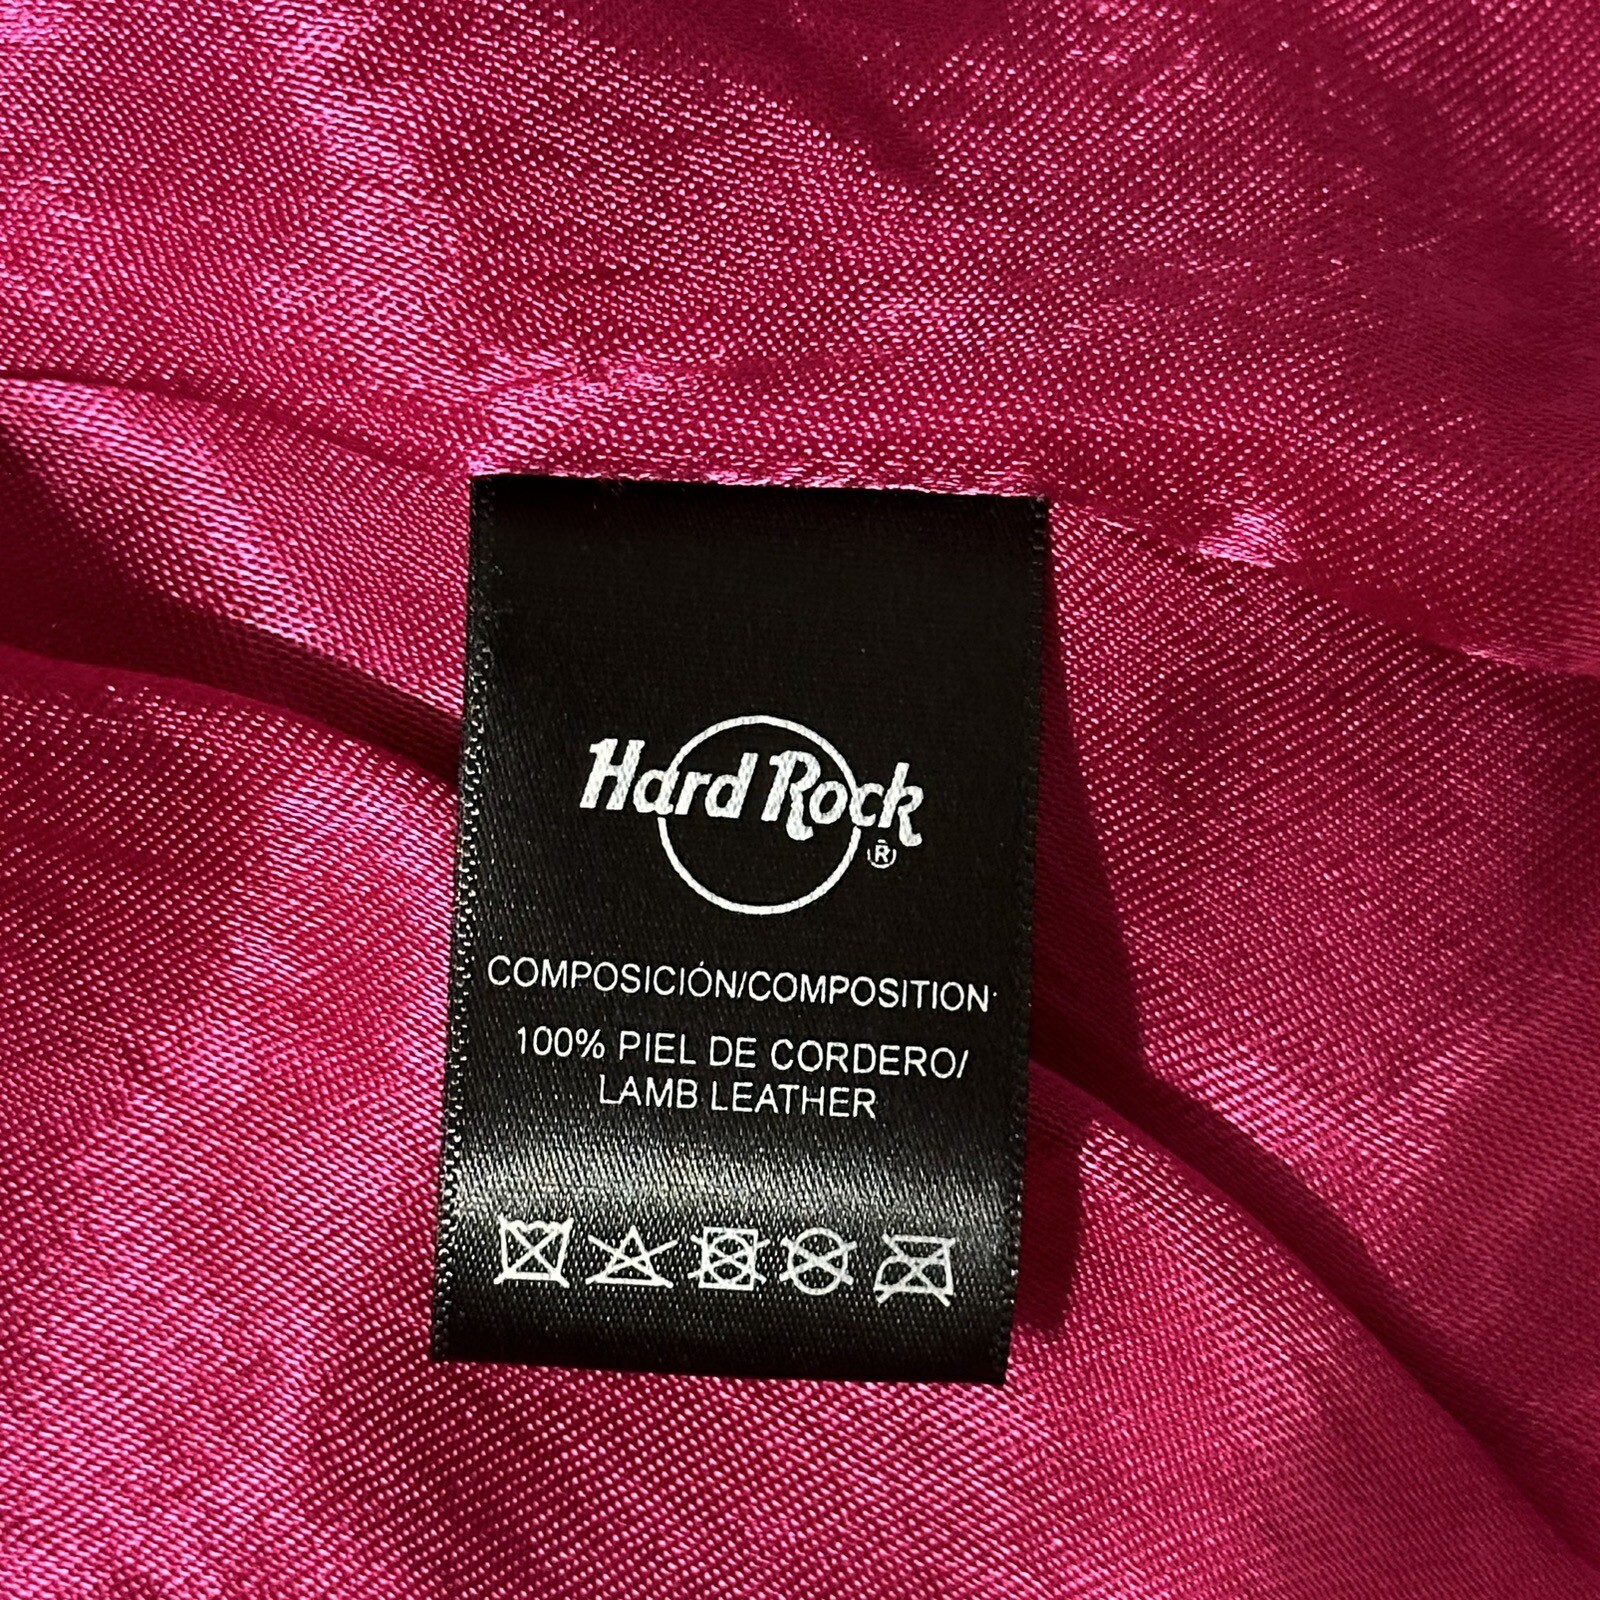 Hard Rock
®
COMPOSICIÓN/COMPOSITION
100% PIEL DE CORDERO/
LAMB LEATHER